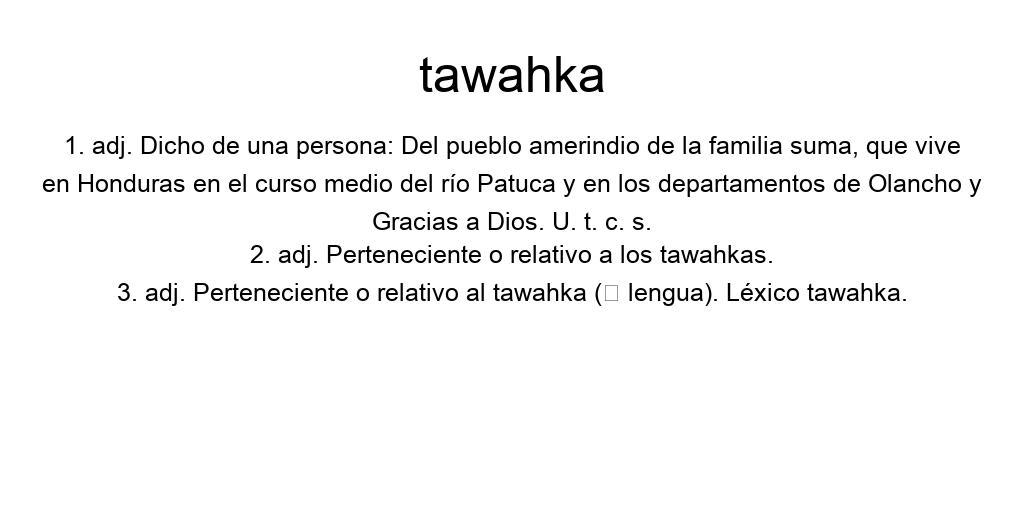 tawahka
1. adj. Dicho de una persona: Del pueblo amerindio de la familia suma, que vive
en Honduras en el curso medio del río Patuca y en los departamentos de Olancho y
Gracias a Dios. U. t. c. s.
2. adj. Perteneciente o relativo a los tawahkas.
3. adj. Perteneciente o relativo al tawahka (□ lengua). Léxico tawahka.